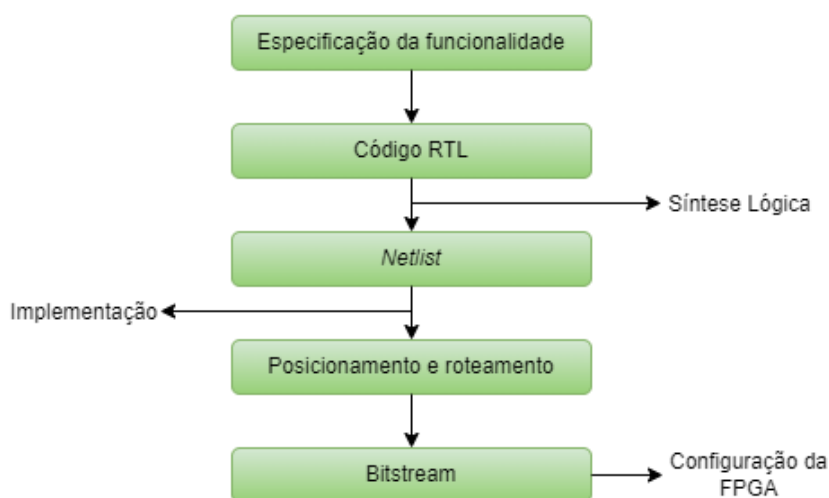 Especificação da funcionalidade
Código RTL
Síntese Lógica
Netlist
Implementação
Posicionamento e roteamento
Bitstream
Configuração da
FPGA